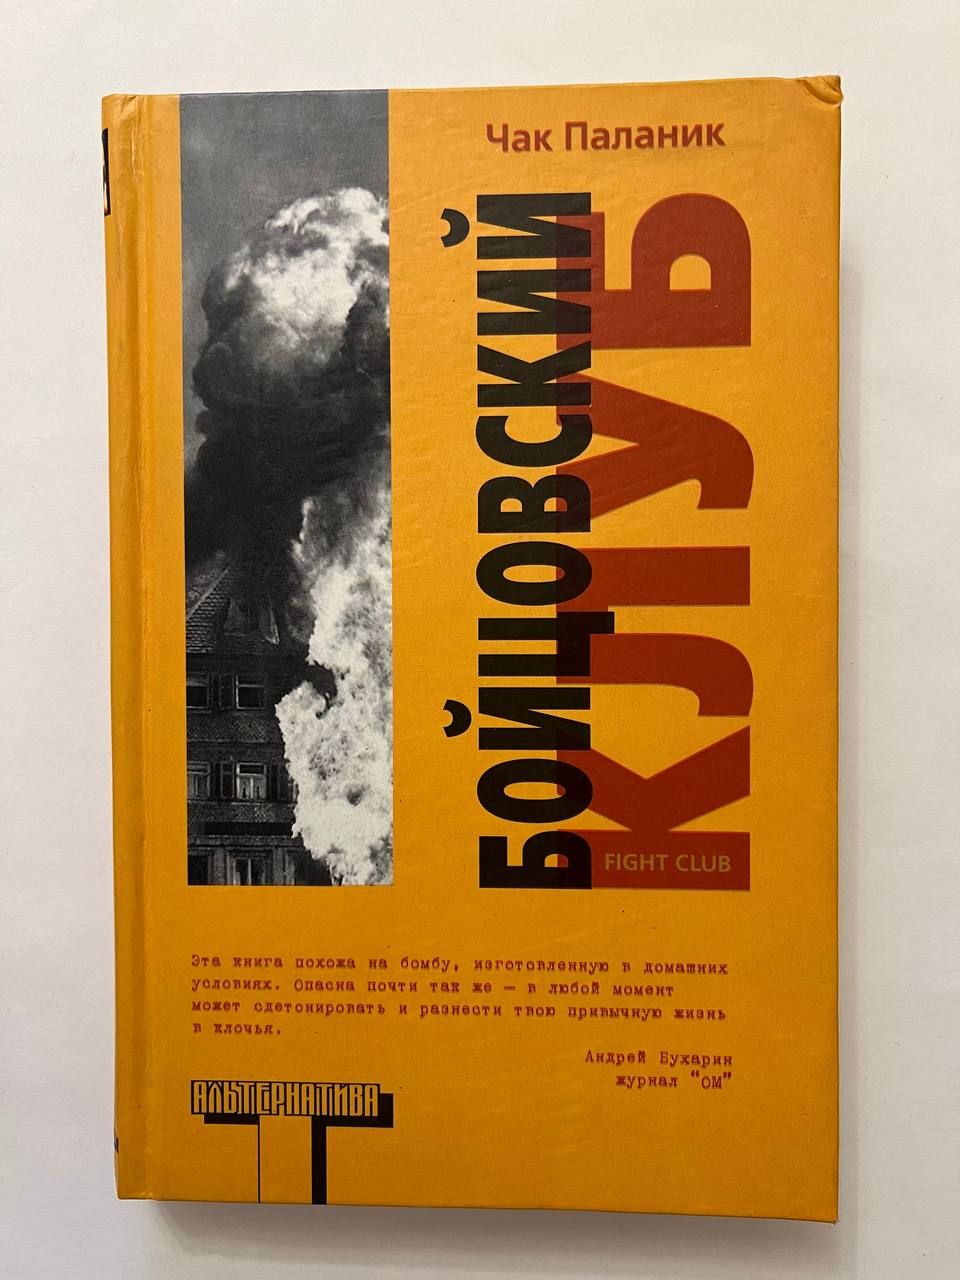 Чак Паланик
БОЙЦОВСКИЙ
КЛУБ
FIGHT CLUB
Эта книга похожа на бомбу, изготовленную в домашних
условиях. Опасна почти так же — в любой момент
может сдетонировать и разнести твою привычную жизнь
в клочья.
Андрей Бухарин
журнал "ОМ"
АЛЬТЕРНАТИВА